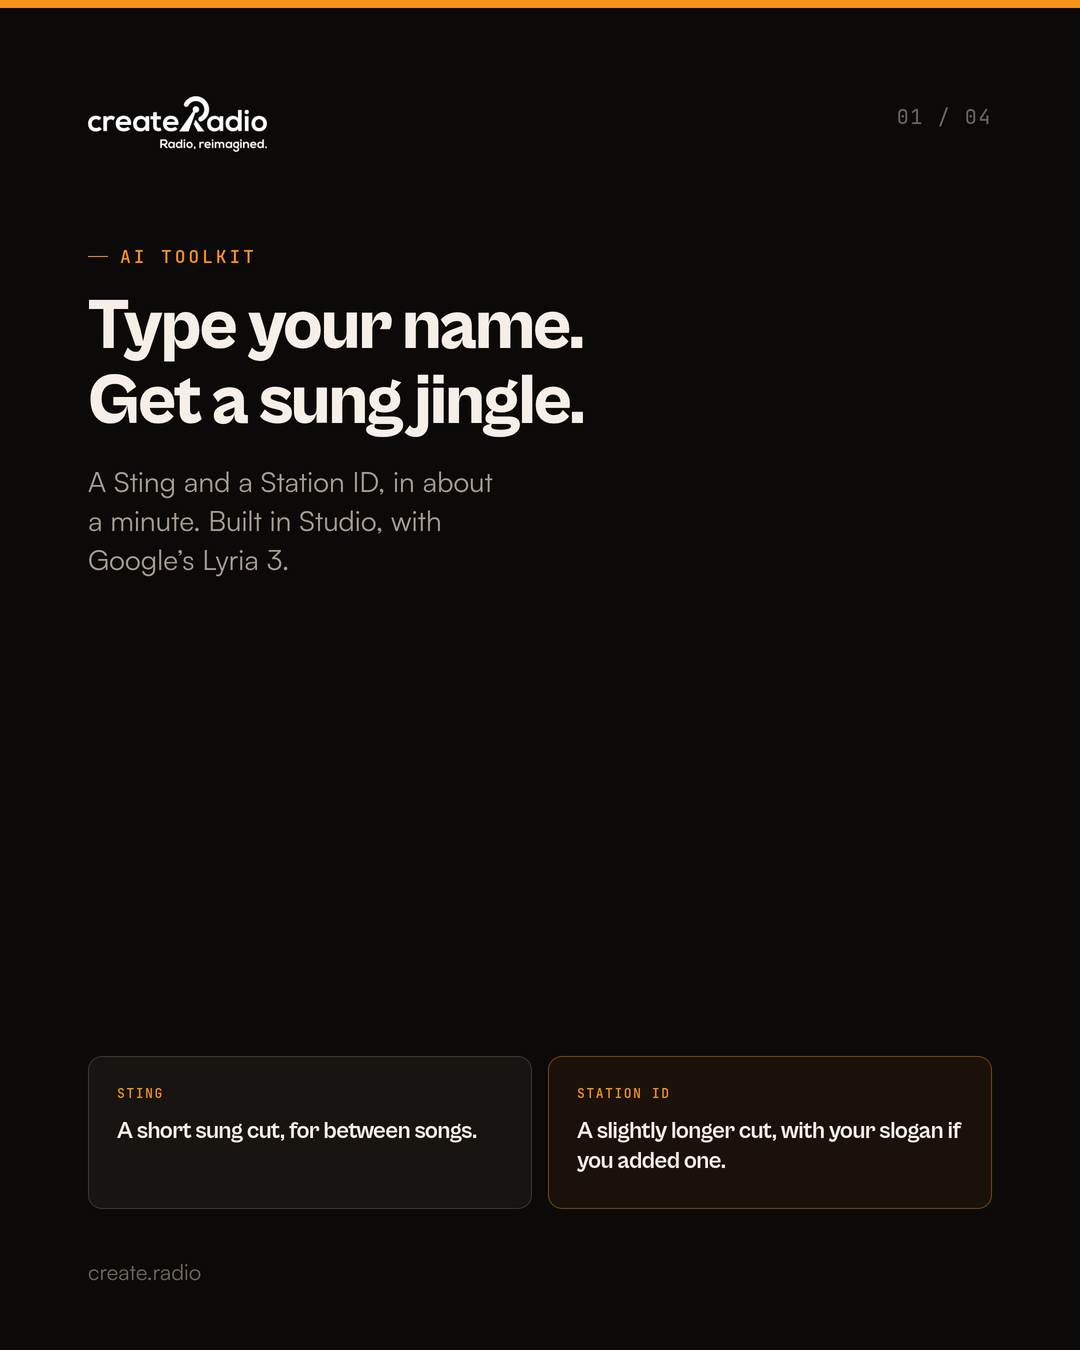 createRadio
Radio, reimagined.
01 / 04
— AI TOOLKIT
Type your name.
Get a sung jingle.
A Sting and a Station ID, in about
a minute. Built in Studio, with
Google’s Lyria 3.
STING
A short sung cut, for between songs.
STATION ID
A slightly longer cut, with your slogan if
you added one.
create.radio